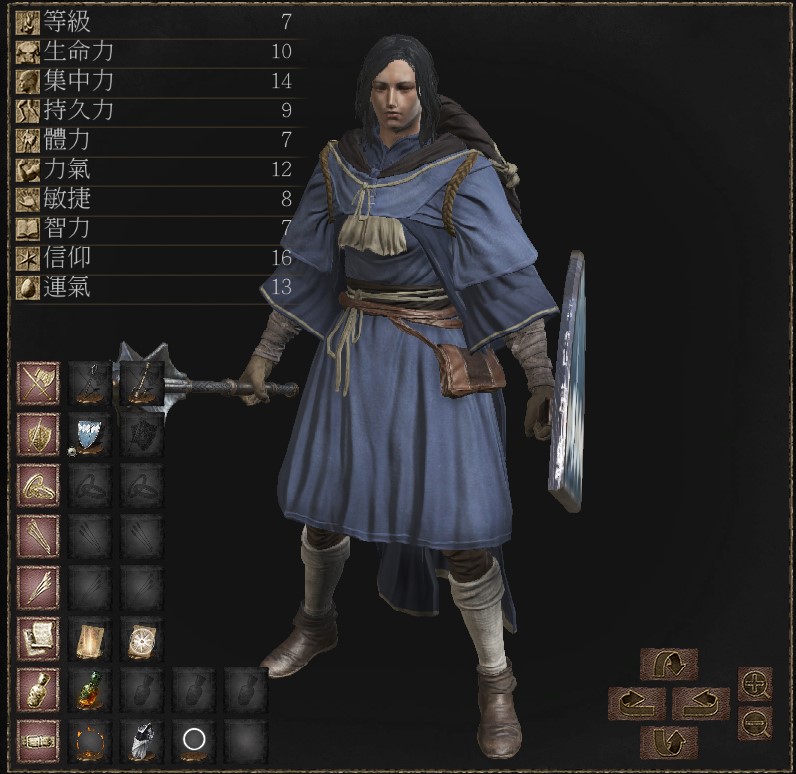 等級 7
生命力 10
集中力 14
持久力 9
體力 7
力氣 12
敏捷 8
智力 7
信仰 16
運氣 13